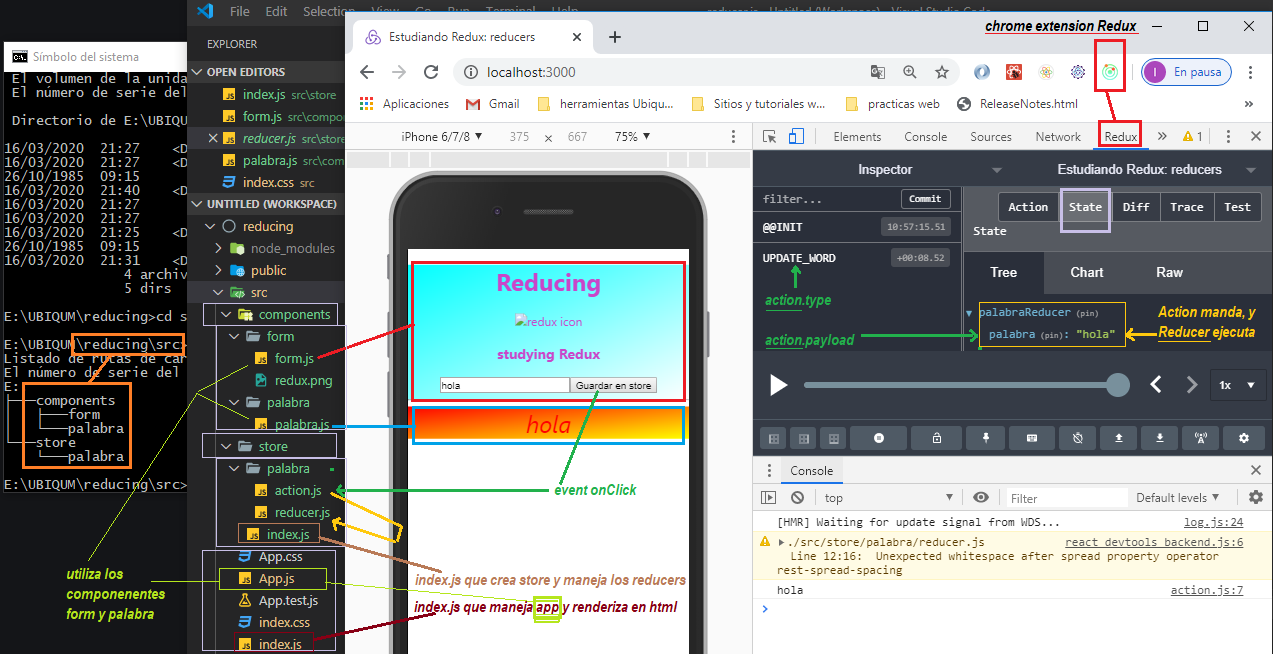 File Edit Selection View Go Run Terminal Help
chrome extension Redux
Símbolo del sistema
El volumen de la unida
El número de serie del
Directorio de E:\UBIQU
16/03/2020 21:27 <D
16/03/2020 21:27 <D
26/10/1985 09:15
16/03/2020 21:40 <D
16/03/2020 21:27
16/03/2020 21:27
16/03/2020 21:25 <D
26/10/1985 09:15
16/03/2020 21:31 <D
4 archiv
5 dirs
E:\UBIQUM\reducing>cd s
E:\UBIQUM\reducing\src>
Listado de rutas de car
El número de serie del
E:
components
form
palabra
store
palabra
E:\UBIQUM\reducing\src>
utiliza los
componenentes
form y palabra
EXPLORER
OPEN EDITORS
index.js src\store
form.js src\compo
reducer.js src\store
palabra.js src\com
index.css src
UNTITLED (WORKSPACE)
reducing
node_modules
public
src
components
form
form.js
redux.png
palabra
palabra.js
store
palabra
action.js
reducer.js
index.js
App.css
App.js
App.test.js
index.css
index.js
Estudiando Redux: reducers
localhost:3000
I En pausa
Aplicaciones Gmail herramientas Ubiqu... Sitios y tutoriales w... practicas web ReleaseNotes.html »
iPhone 6/7/8 ▼ 375 x 667 75% ▼
Reducing
redux icon
studying Redux
hola Guardar en store
hola
event onClick
index.js que crea store y maneja los reducers
index.js que maneja app y renderiza en html
Elements Console Sources Network Redux » 1
Inspector Estudiando Redux: reducers
filter... Commit
@@INIT 10:57:15.51
UPDATE_WORD +00:08.52
action.type
action.payload
Action State Diff Trace Test
State
Tree Chart Raw
palabraReducer (pin)
palabra (pin): "hola"
Action manda, y
Reducer ejecuta
1x
Console
top Filter Default levels ▼
[HMR] Waiting for update signal from WDS... log.js:24
./src/store/palabra/reducer.js react_devtools_backend.js:6
Line 12:16: Unexpected whitespace after spread property operator
rest-spread-spacing
hola action.js:7